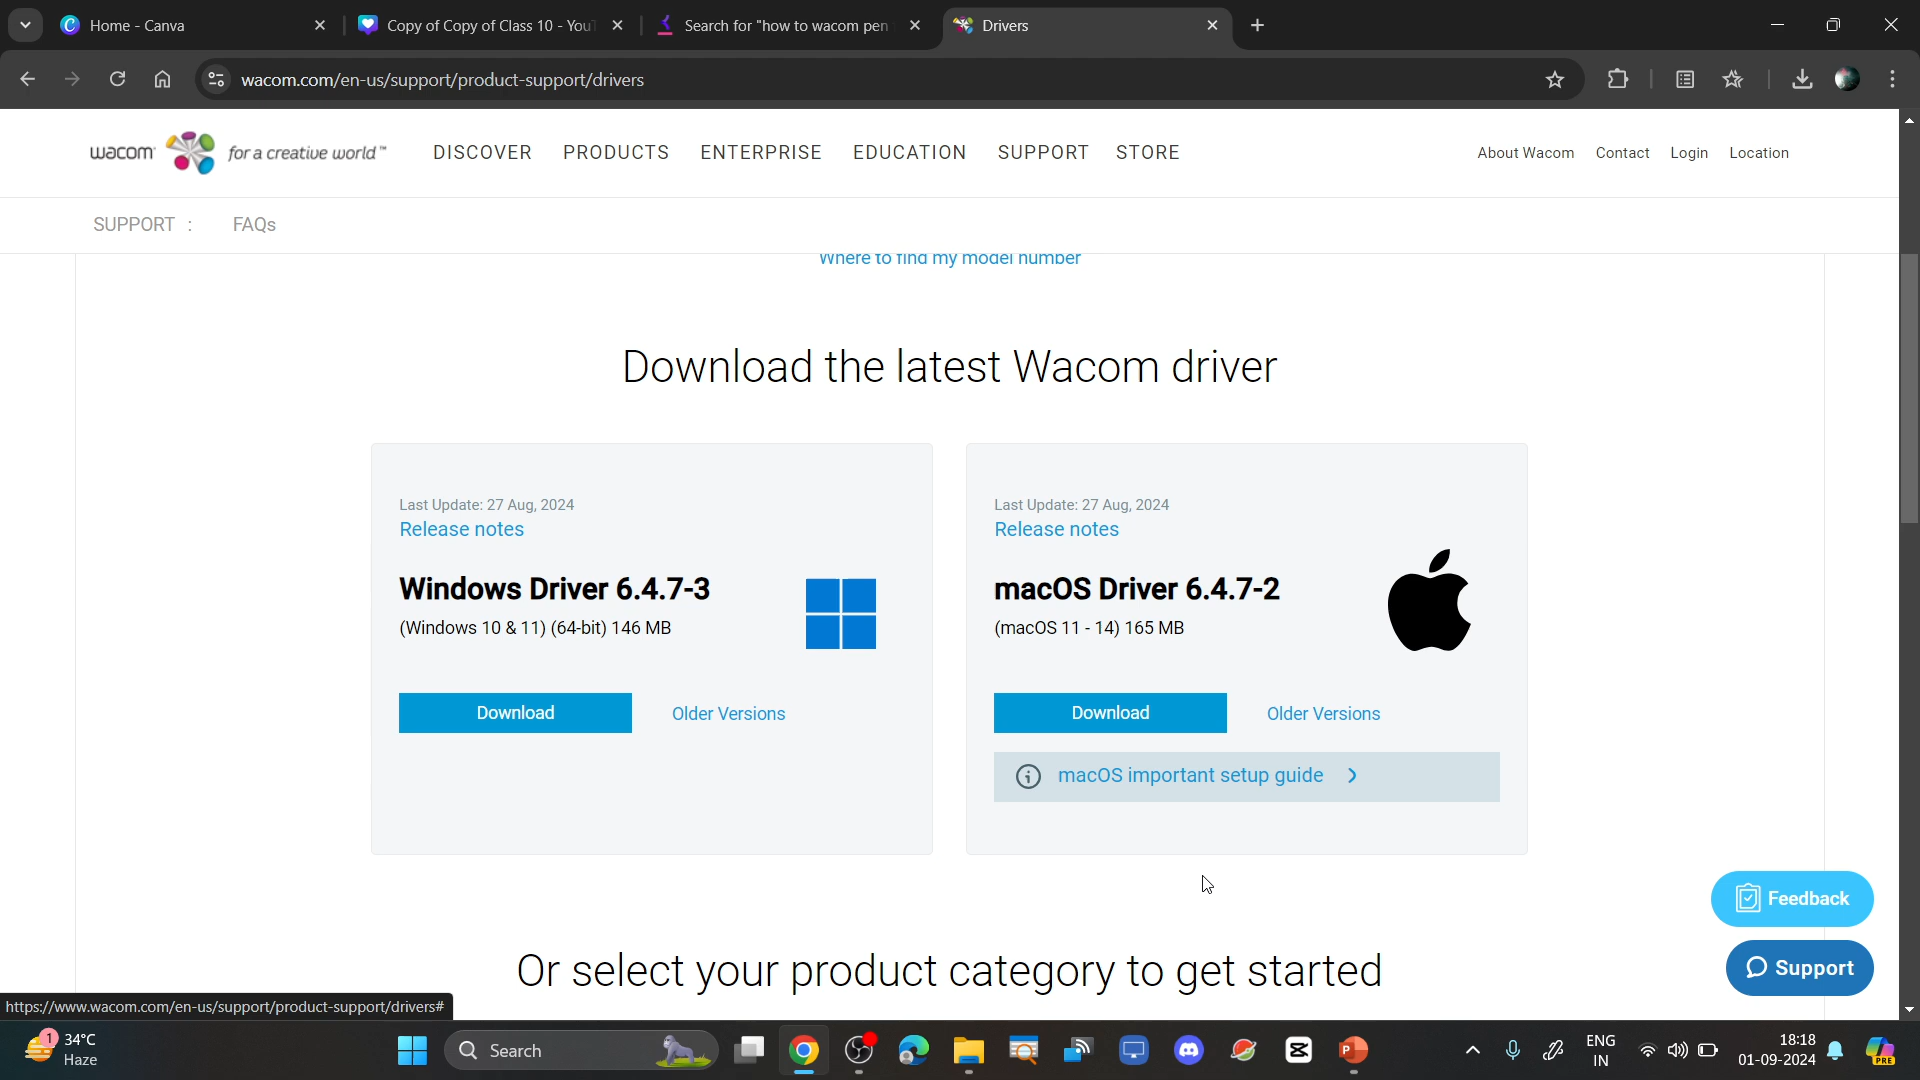 Home - Canva
Copy of Copy of Class 10 - You
Search for "how to wacom pen
Drivers
wacom.com/en-us/support/product-support/drivers
wacom for a creative world™
DISCOVER PRODUCTS ENTERPRISE EDUCATION SUPPORT STORE
About Wacom Contact Login Location
SUPPORT : FAQs
Where to find my model number
Download the latest Wacom driver
Last Update: 27 Aug, 2024
Release notes
Windows Driver 6.4.7-3
(Windows 10 & 11) (64-bit) 146 MB
Download Older Versions
Last Update: 27 Aug, 2024
Release notes
macOS Driver 6.4.7-2
(macOS 11 - 14) 165 MB
Download Older Versions
macOS important setup guide
Or select your product category to get started
Feedback
Support
https://www.wacom.com/en-us/support/product-support/drivers#
1
34°C
Haze
Search
ENG
IN
18:18
01-09-2024
PRE